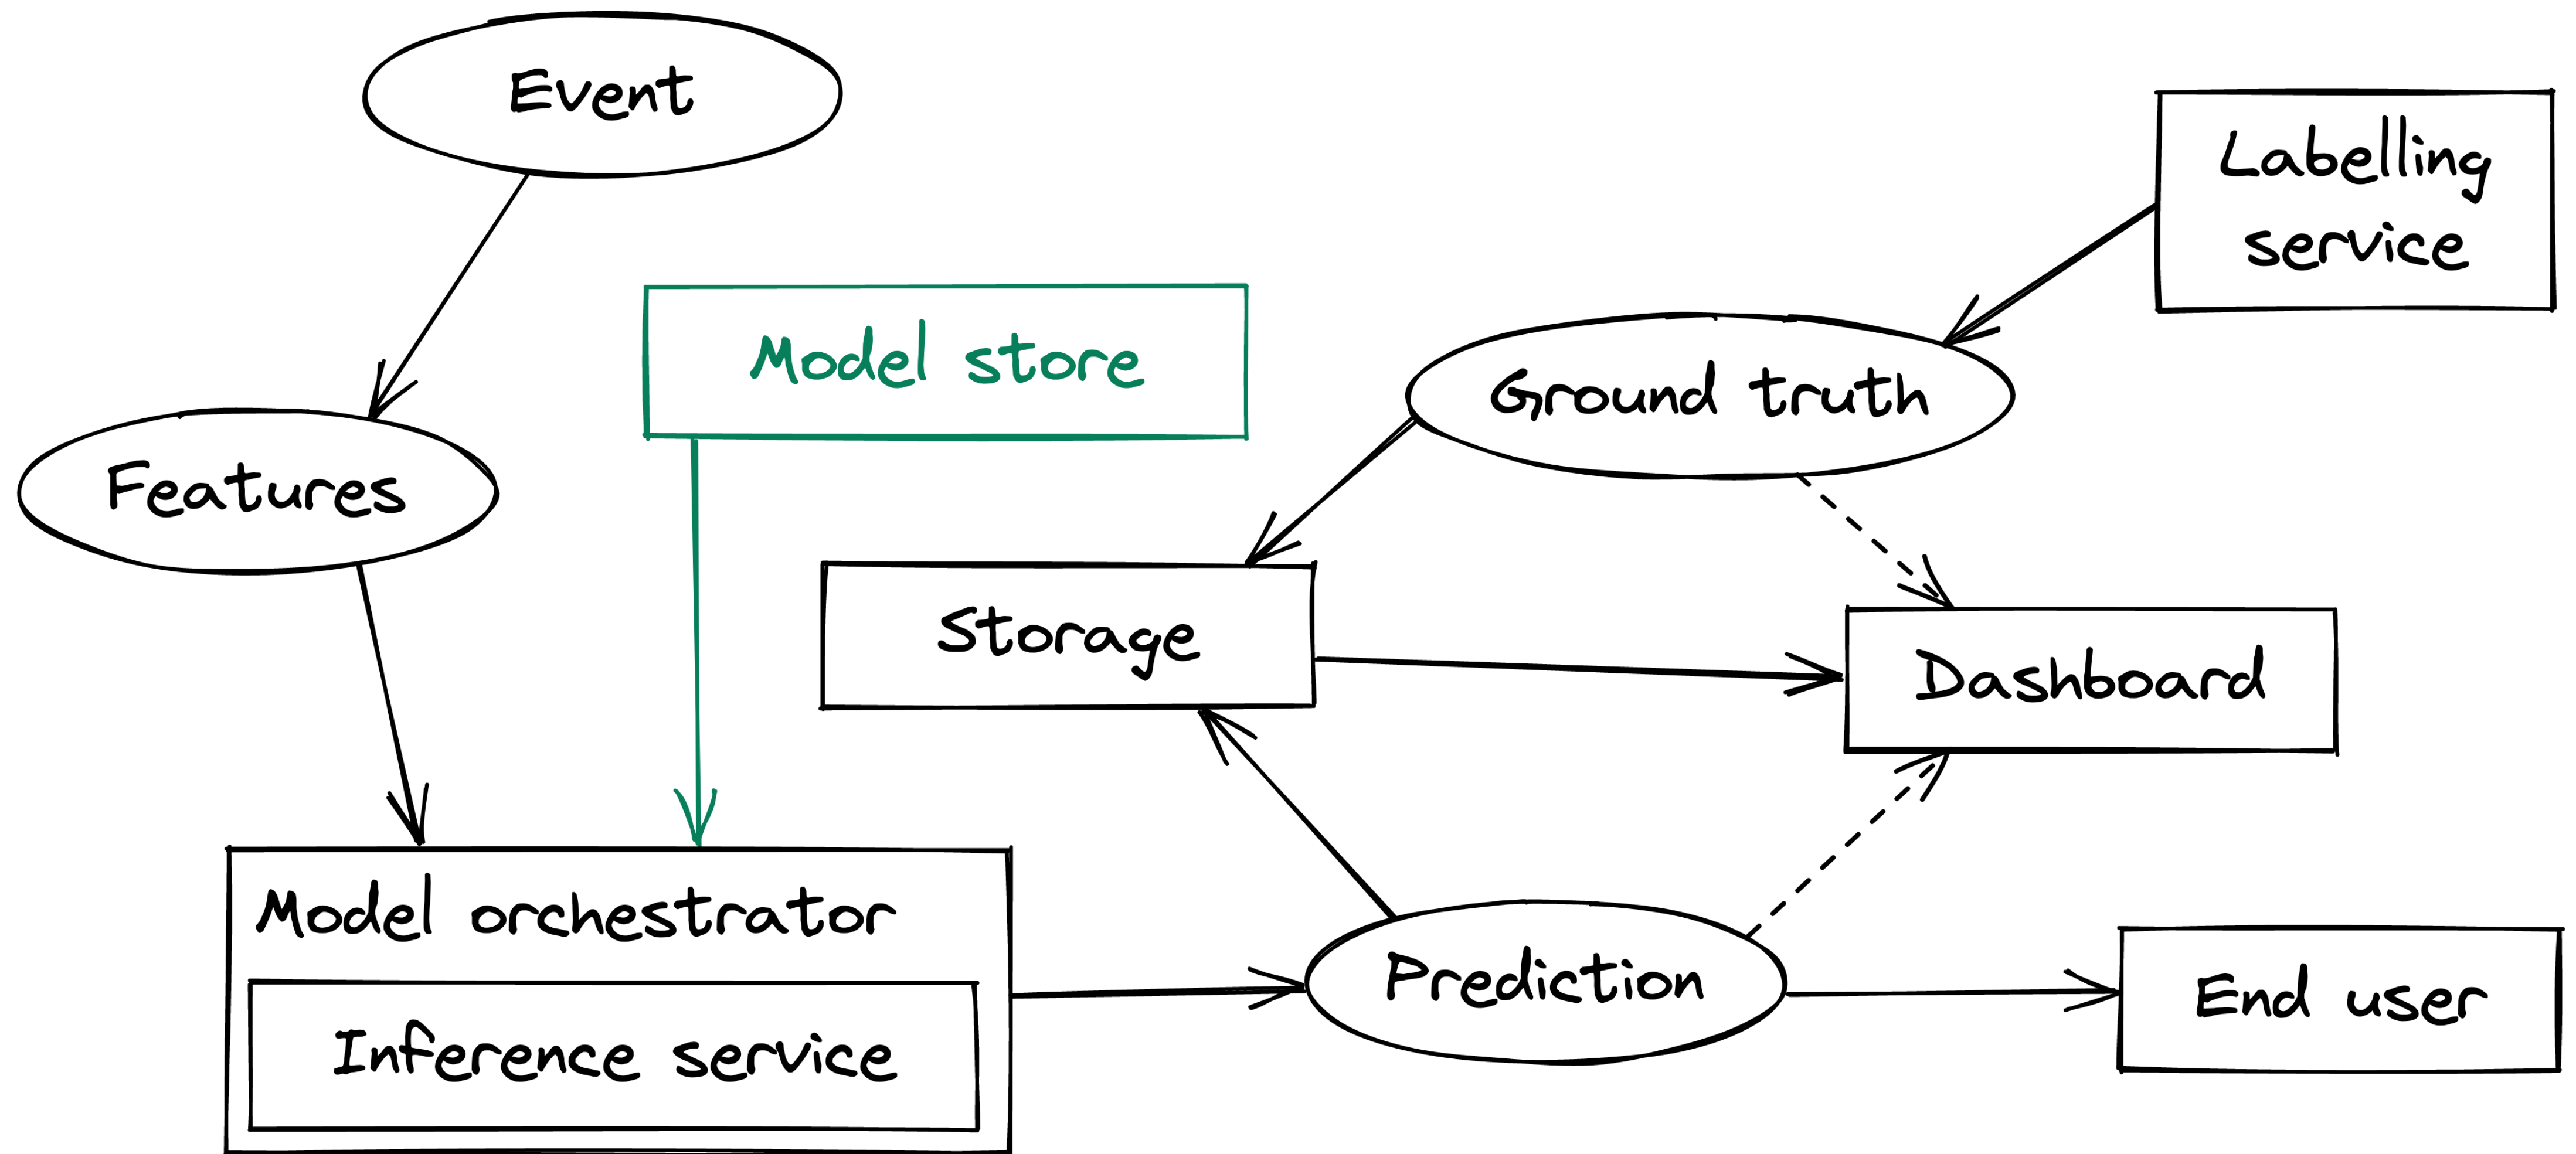 Event
Labelling
service
Model store
Ground truth
Features
Storage
Dashboard
Model orchestrator
Inference service
Prediction
End user